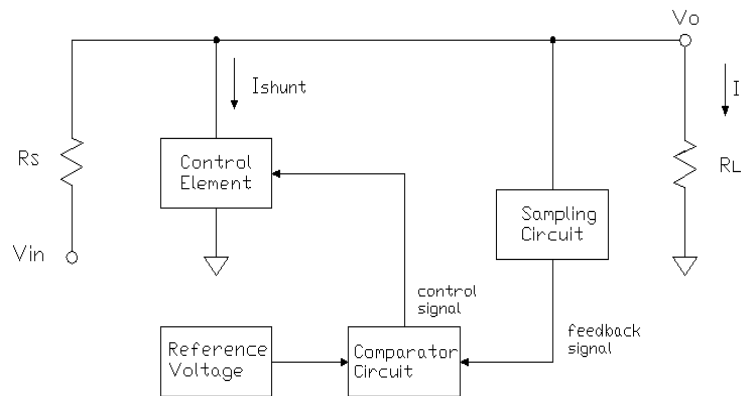 Vo
Ishunt
I
Rs
Control
Element
RL
Sampling
Circuit
Vin
control
signal
feedback
signal
Reference
Voltage
Comparator
Circuit